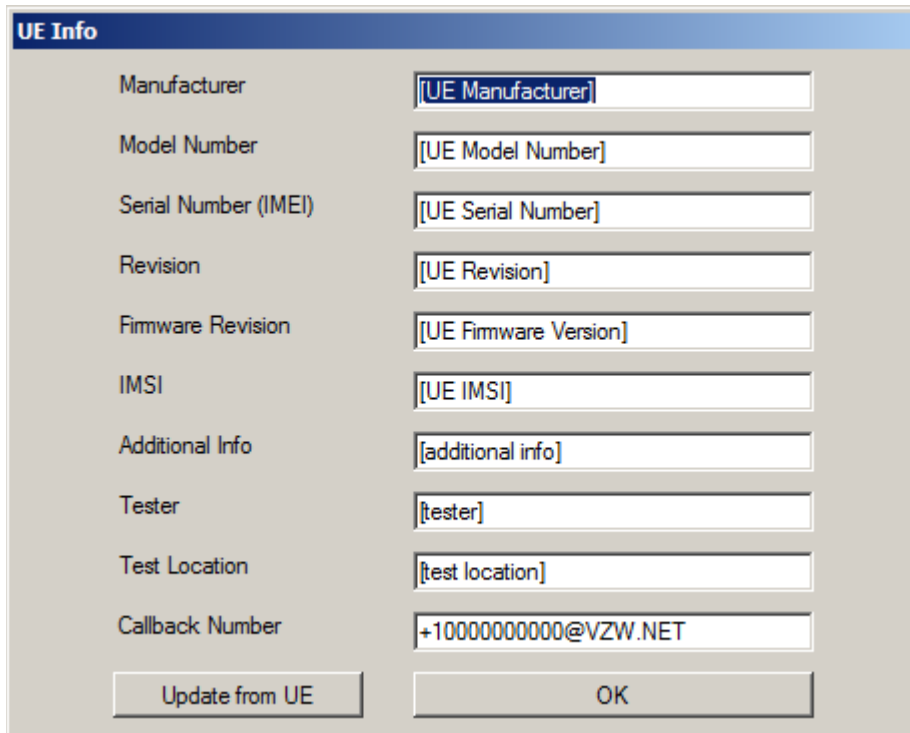 UE Info
Manufacturer [UE Manufacturer]
Model Number [UE Model Number]
Serial Number (IMEI) [UE Serial Number]
Revision [UE Revision]
Firmware Revision [UE Firmware Version]
IMSI [UE IMSI]
Additional Info [additional info]
Tester [tester]
Test Location [test location]
Callback Number +10000000000@VZW.NET
Update from UE OK